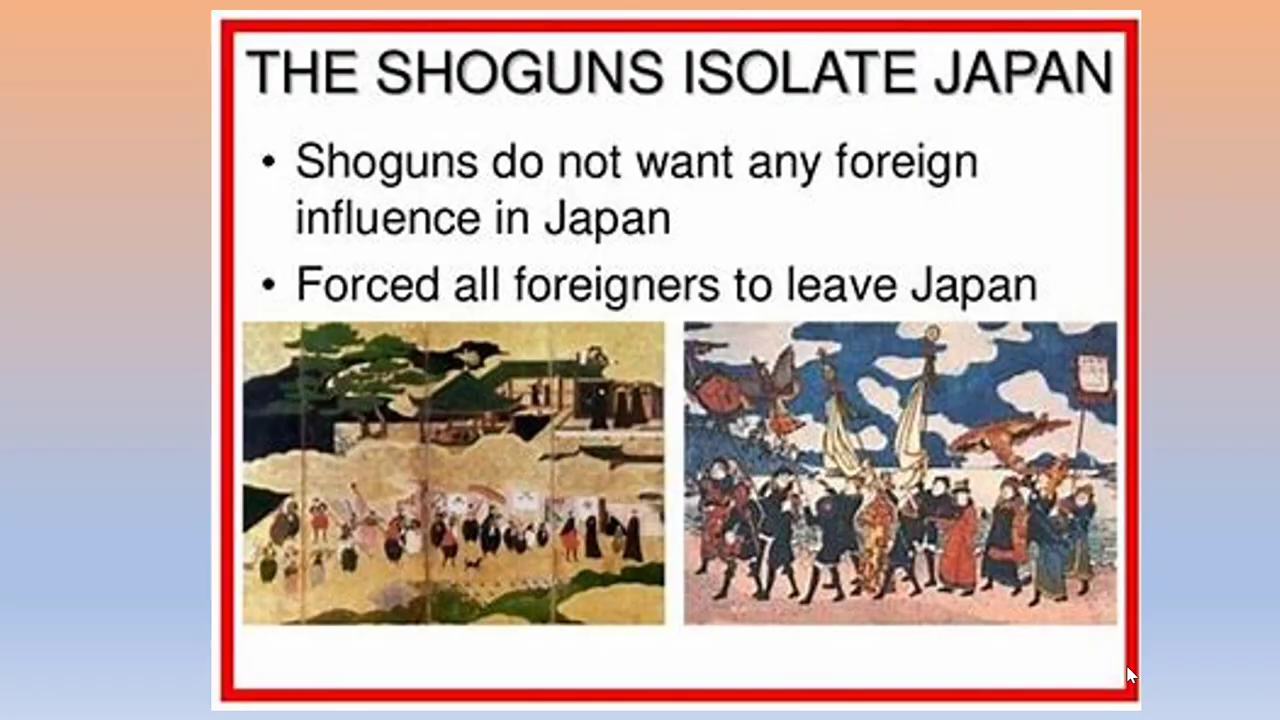 THE SHOGUNS ISOLATE JAPAN
• Shoguns do not want any foreign
influence in Japan
• Forced all foreigners to leave Japan